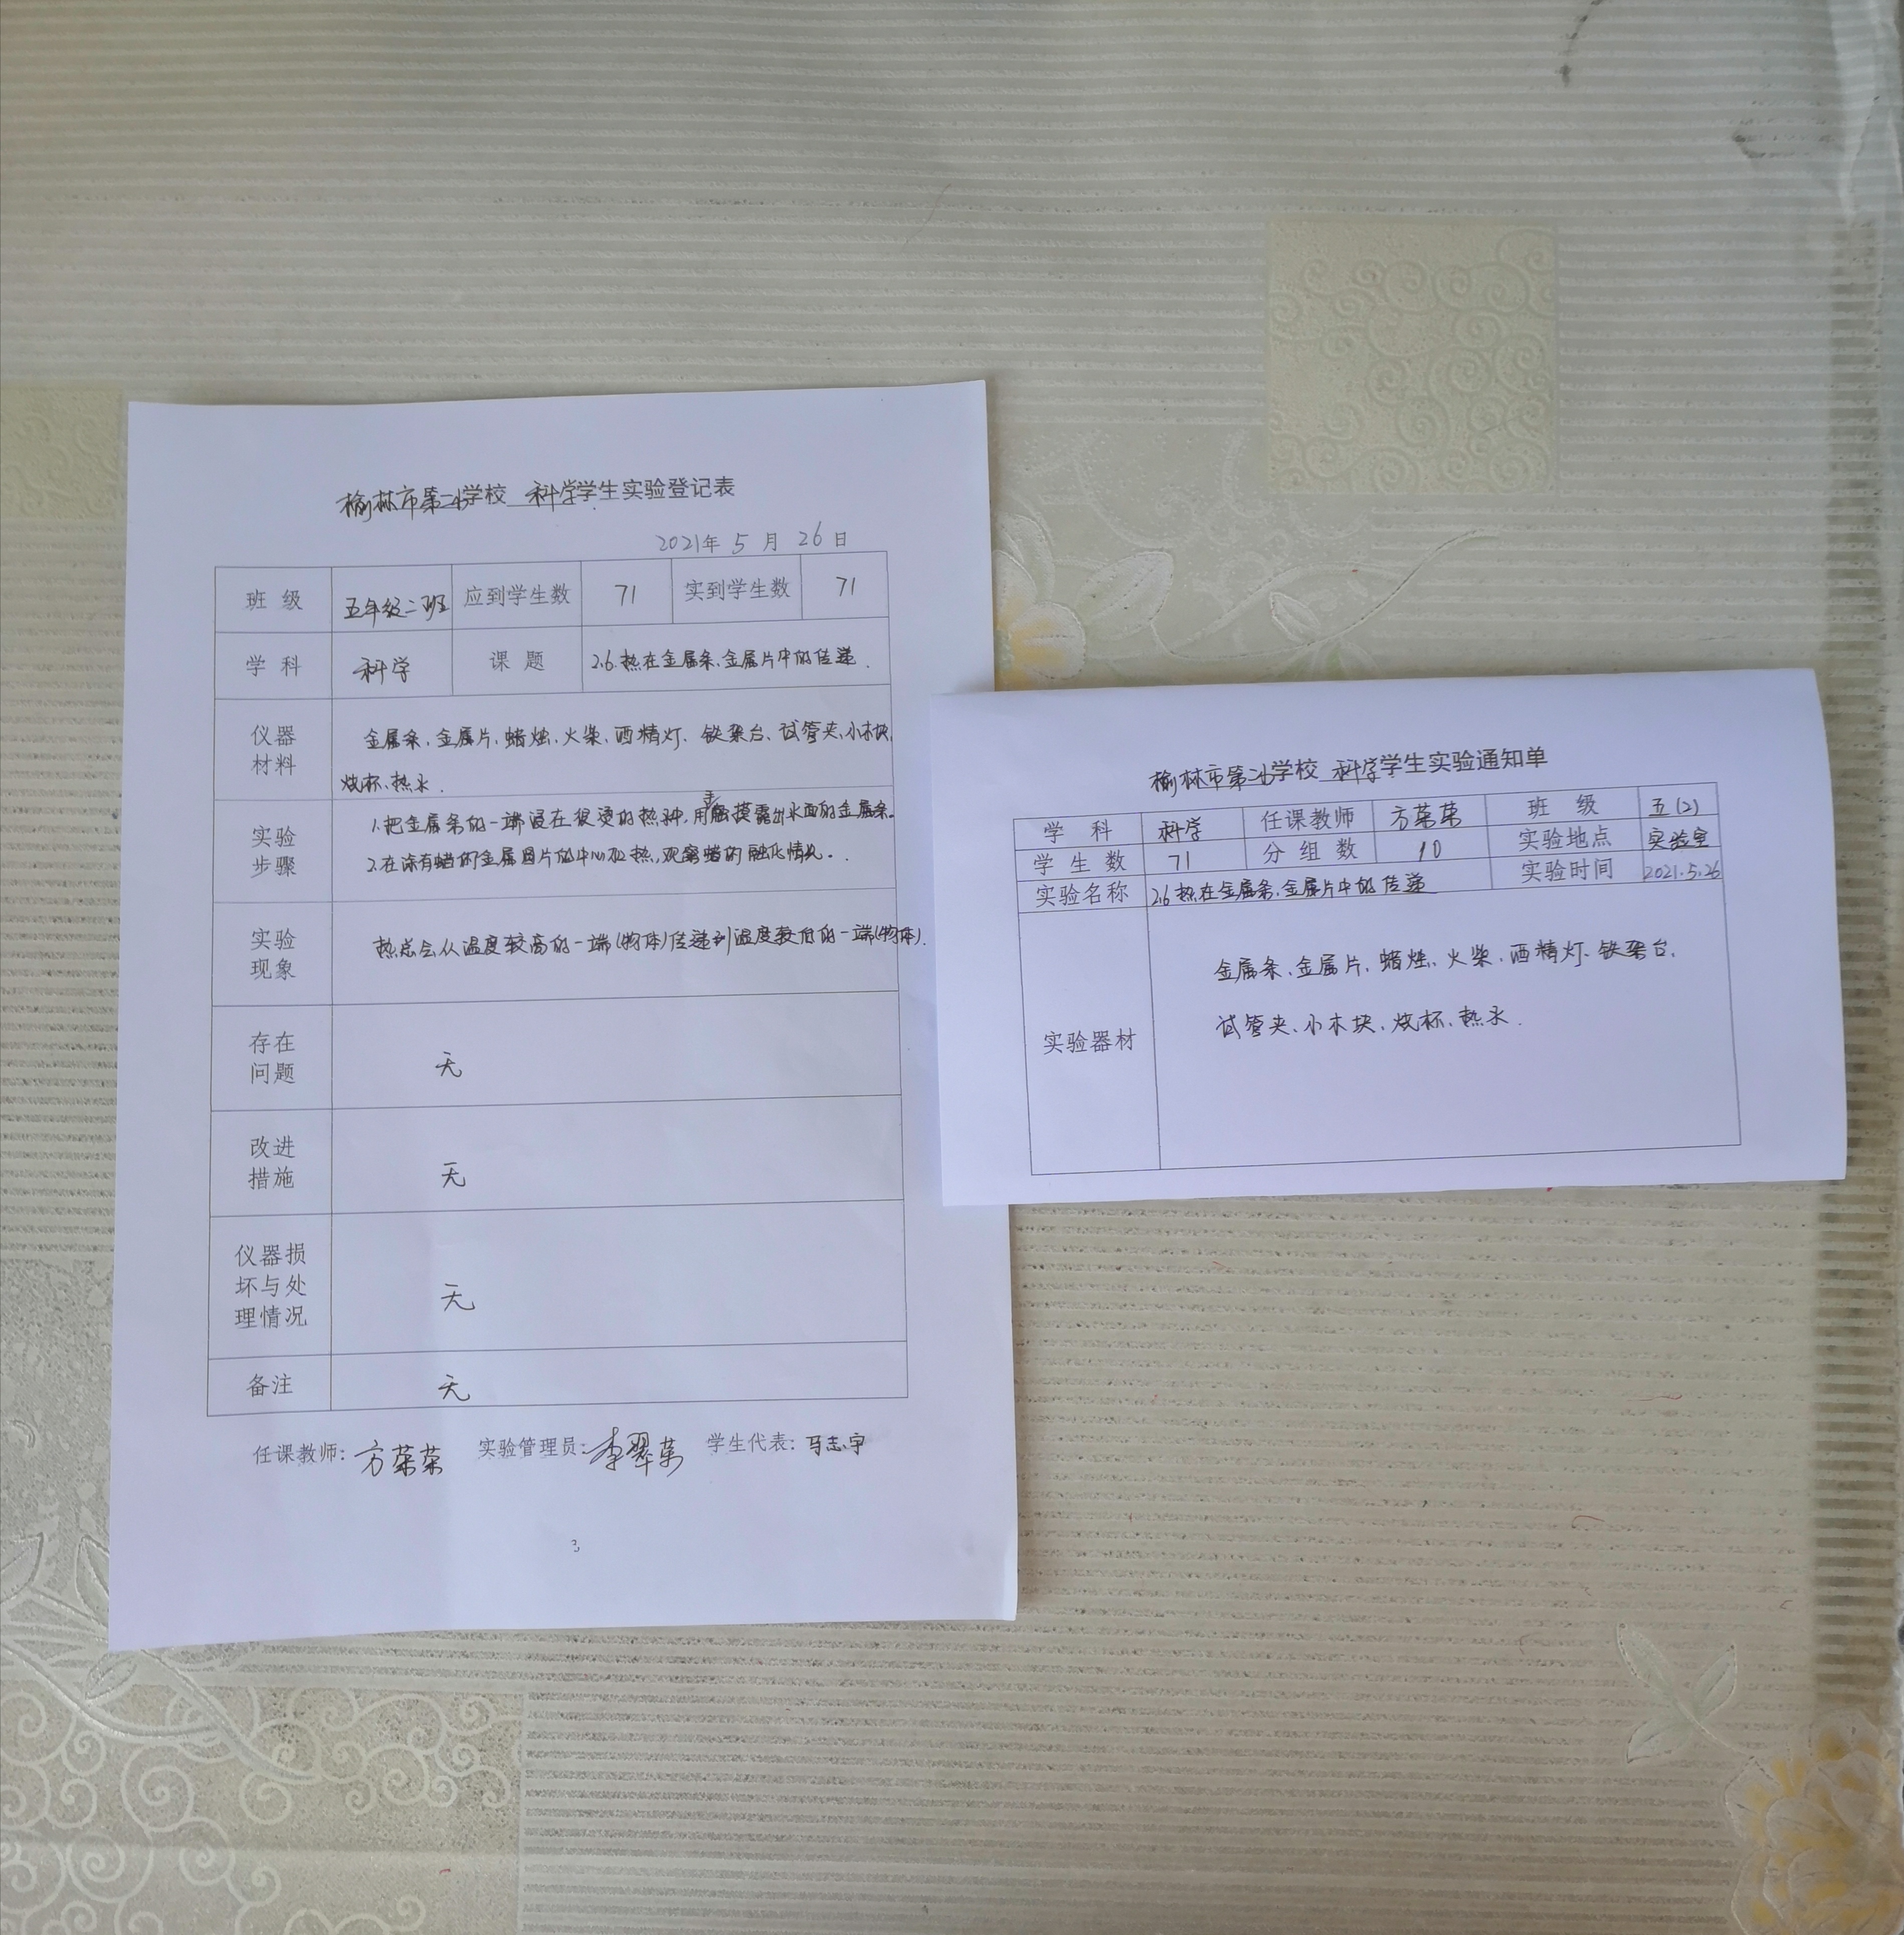 榆林市第二小学校 科学学生实验登记表
2021年 5 月 26 日
班 级 五年级二班 应到学生数 71 实到学生数 71
学 科 科学 课 题 2.6.热在金属条、金属片中的传递.
仪器材料
金属条、金属片、蜡烛、火柴、酒精灯、铁架台、试管夹、小木块、
烧杯、热水.
实验步骤
1.把金属条的一端浸在很烫的热水中,用手触摸露出水面的金属条。
2.在涂有蜡的金属圆片的中心加热,观察蜡的融化情况。
实验现象
热总会从温度较高的一端(物体)传递到温度较低的一端(物体).
存在问题
无
改进措施
无
仪器损坏与处理情况
无
备注 无
任课教师: 方荣荣 实验管理员: 李翠 学生代表: 马志宇
3
榆林市第二小学校 科学学生实验通知单
学 科 科学 任课教师 方荣荣 班 级 五(2)
学 生 数 71 分 组 数 10 实验地点 实验室
实验名称 2.6热在金属条、金属片中的传递 实验时间 2021.5.26
实验器材
金属条、金属片、蜡烛、火柴、酒精灯、铁架台、
试管夹、小木块、烧杯、热水.